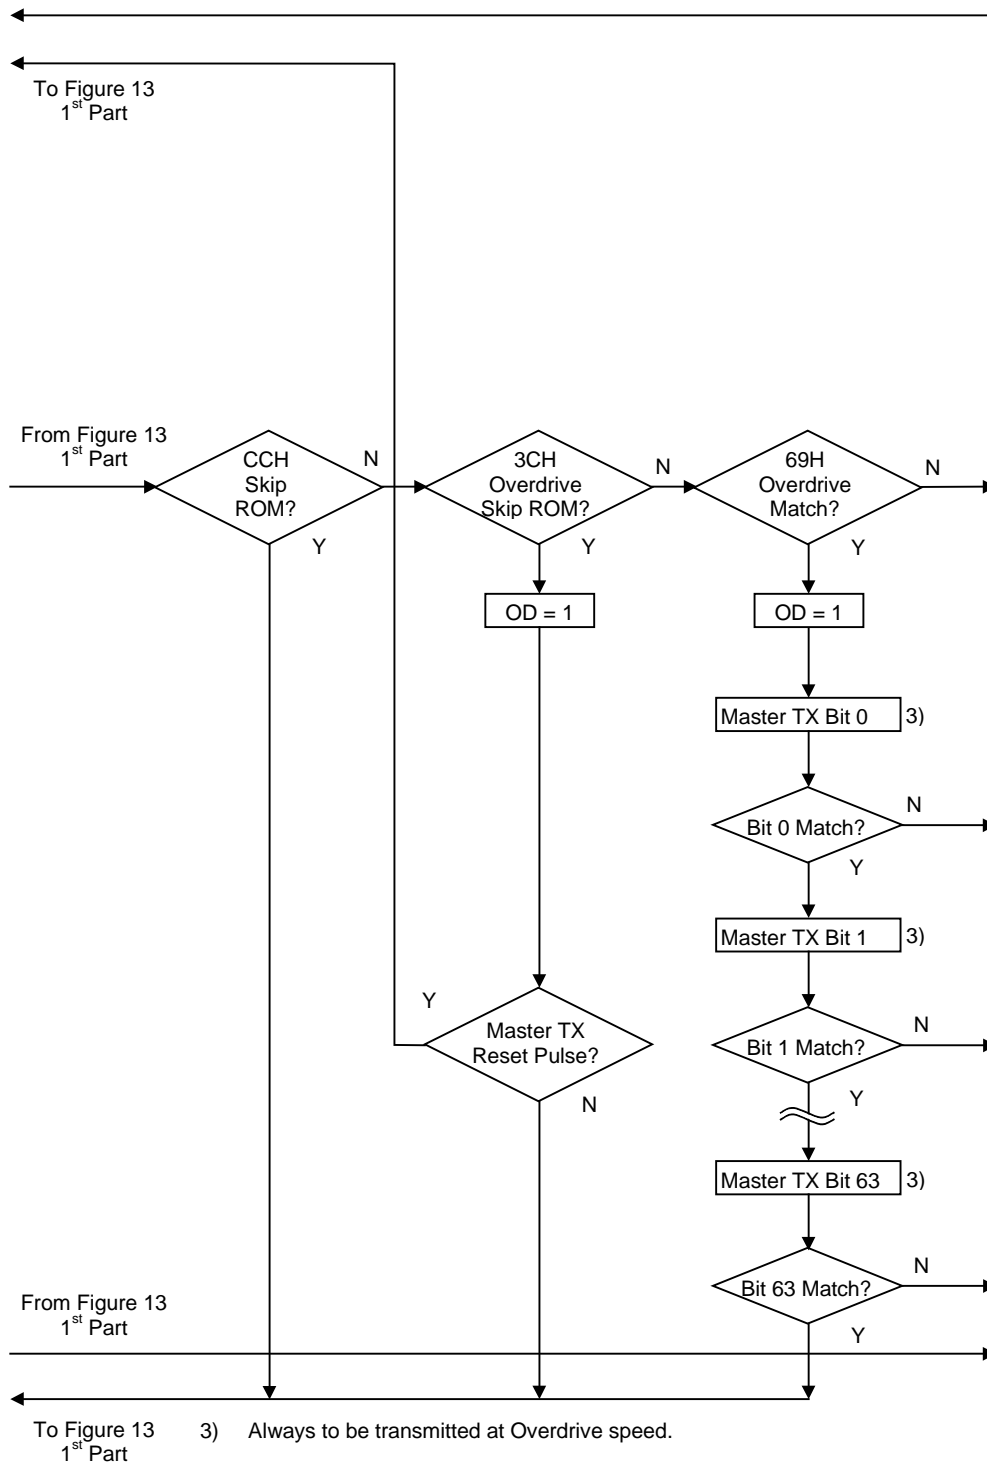 To Figure 13
1st Part
From Figure 13
1st Part
CCH
Skip
ROM?
N
Y
3CH
Overdrive
Skip ROM?
N
Y
69H
Overdrive
Match?
N
Y
OD = 1
OD = 1
Master TX Bit 0
3)
Bit 0 Match?
N
Y
Master TX Bit 1
3)
Y
Master TX
Reset Pulse?
N
Bit 1 Match?
N
Y
Master TX Bit 63
3)
Bit 63 Match?
N
Y
From Figure 13
1st Part
To Figure 13
1st Part
3) Always to be transmitted at Overdrive speed.